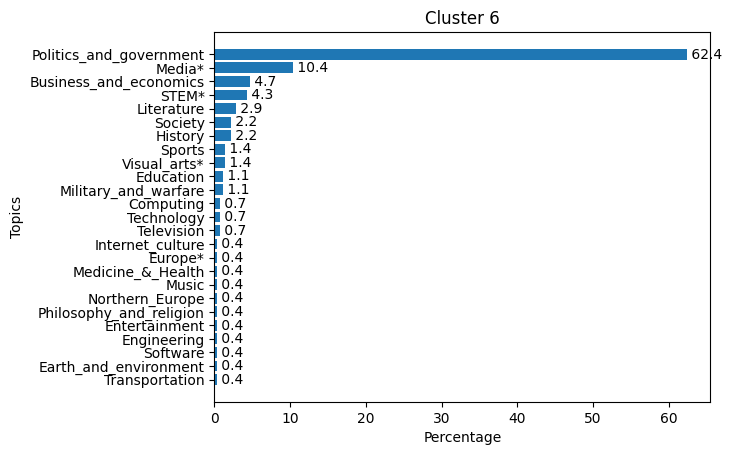 Cluster 6
Topics
Politics_and_government 62.4
Media* 10.4
Business_and_economics 4.7
STEM* 4.3
Literature 2.9
Society 2.2
History 2.2
Sports 1.4
Visual_arts* 1.4
Education 1.1
Military_and_warfare 1.1
Computing 0.7
Technology 0.7
Television 0.7
Internet_culture 0.4
Europe* 0.4
Medicine_&_Health 0.4
Music 0.4
Northern_Europe 0.4
Philosophy_and_religion 0.4
Entertainment 0.4
Engineering 0.4
Software 0.4
Earth_and_environment 0.4
Transportation 0.4
0 10 20 30 40 50 60
Percentage